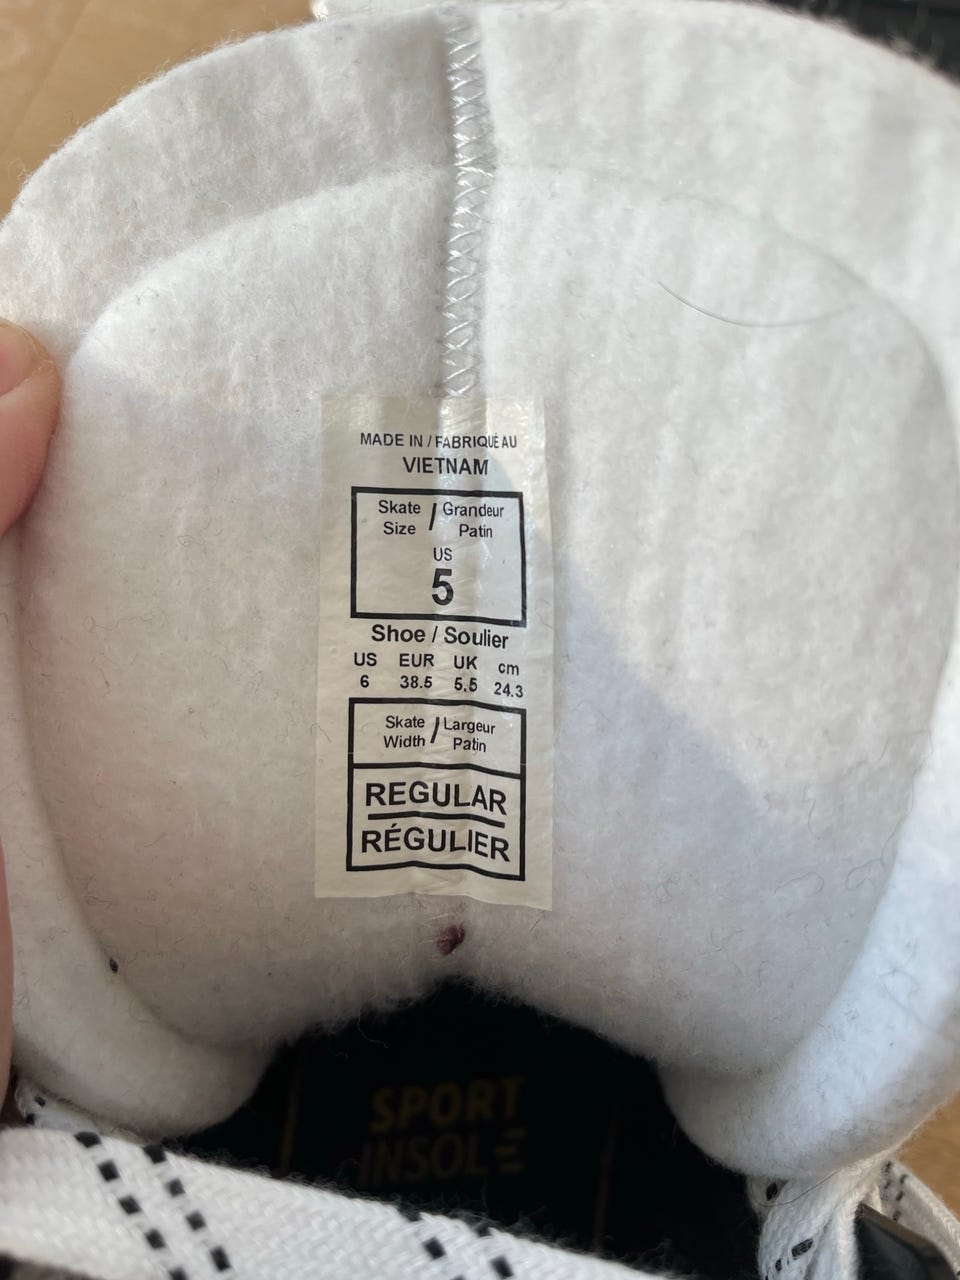 MADE IN / FABRIQUÉ AU
VIETNAM
Skate / Grandeur
Size Patin
US
5
Shoe / Soulier
US EUR UK cm
6 38.5 5.5 24.3
Skate / Largeur
Width Patin
REGULAR
RÉGULIER
SPORT
INSOLE